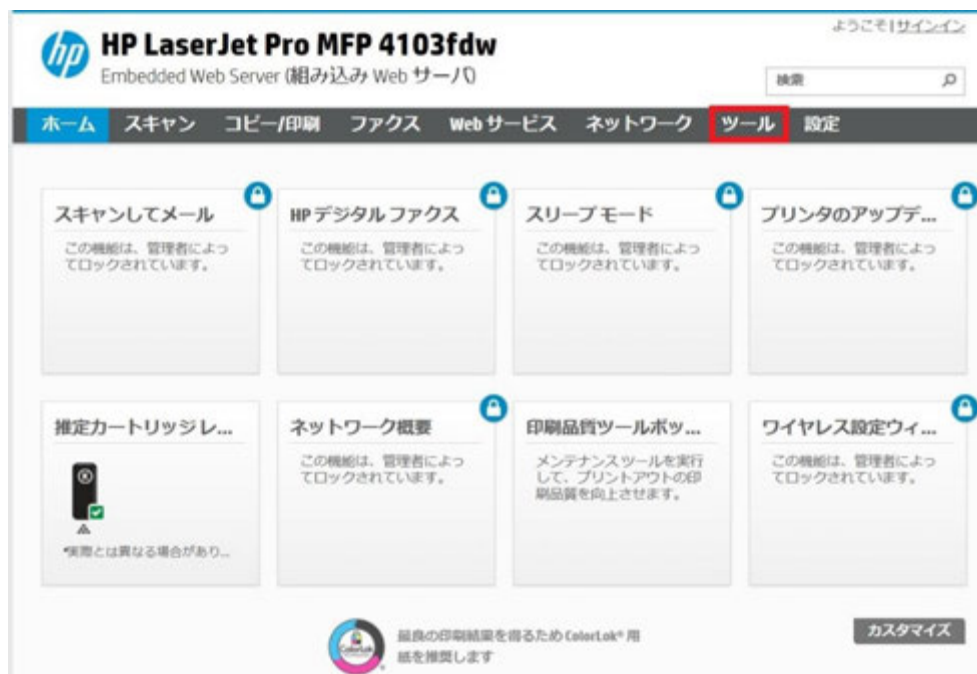 ようこそ|サインイン
hp
HP LaserJet Pro MFP 4103fdw
Embedded Web Server (組み込み Web サーバ)
検索
ホーム スキャン コピー/印刷 ファクス Web サービス ネットワーク ツール 設定
スキャンしてメール
この機能は、管理者によっ
てロックされています。
HP デジタル ファクス
この機能は、管理者によっ
てロックされています。
スリープ モード
この機能は、管理者によっ
てロックされています。
プリンタのアップデ...
この機能は、管理者によっ
てロックされています。
推定カートリッジ レ...
*実際とは異なる場合があり...
ネットワーク概要
この機能は、管理者によっ
てロックされています。
印刷品質ツールボッ...
メンテナンス ツールを実行
して、プリントアウトの印
刷品質を向上させます。
ワイヤレス設定ウィ...
この機能は、管理者によっ
てロックされています。
ColorLok
最良の印刷結果を得るため ColorLok® 用
紙を推奨します
カスタマイズ